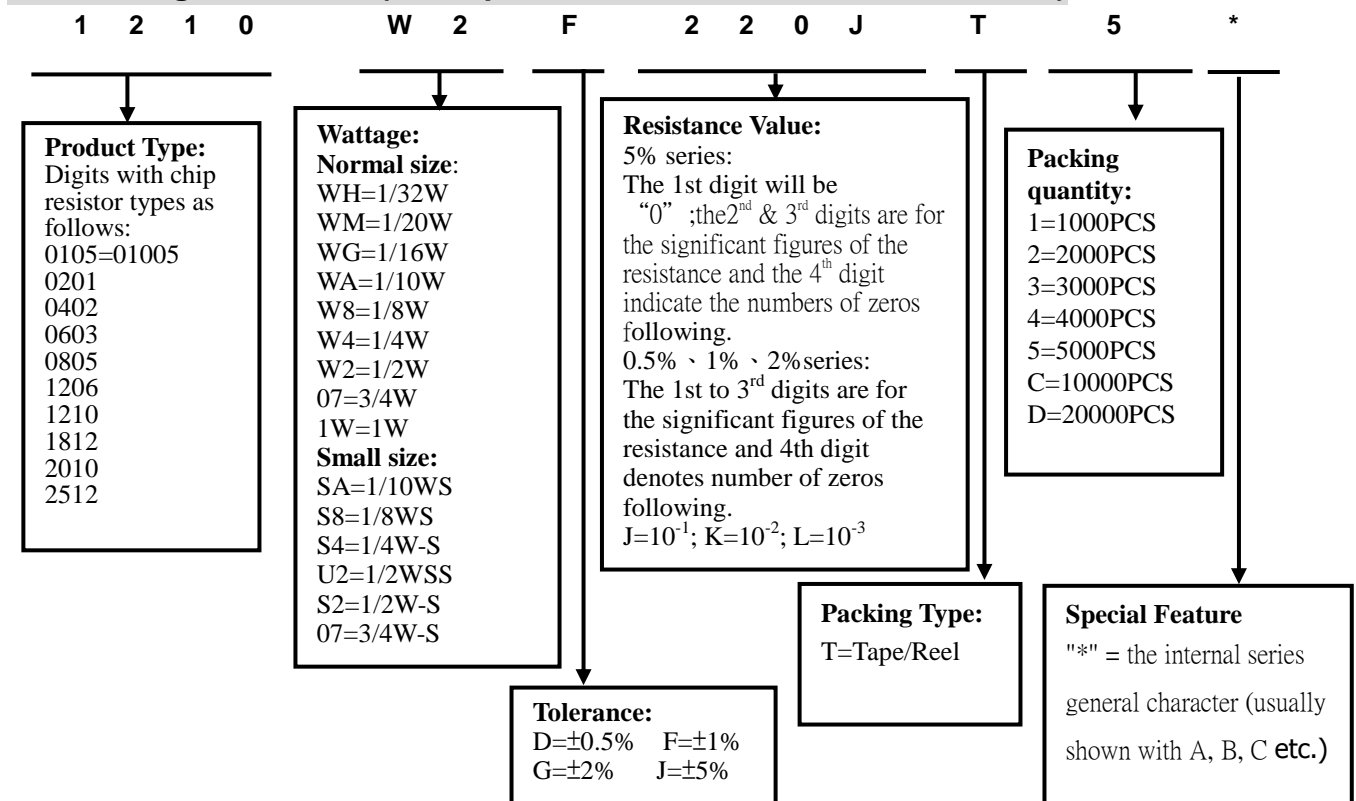 1 2 1 0 W 2 F 2 2 0 J T 5 *
Product Type:
Digits with chip
resistor types as
follows:
0105=01005
0201
0402
0603
0805
1206
1210
1812
2010
2512
Wattage:
Normal size:
WH=1/32W
WM=1/20W
WG=1/16W
WA=1/10W
W8=1/8W
W4=1/4W
W2=1/2W
07=3/4W
1W=1W
Small size:
SA=1/10WS
S8=1/8WS
S4=1/4W-S
U2=1/2WSS
S2=1/2W-S
07=3/4W-S
Tolerance:
D=±0.5% F=±1%
G=±2% J=±5%
Resistance Value:
5% series:
The 1st digit will be
“0” ;the2nd & 3rd digits are for
the significant figures of the
resistance and the 4th digit
indicate the numbers of zeros
following.
0.5%、1%、2%series:
The 1st to 3rd digits are for
the significant figures of the
resistance and 4th digit
denotes number of zeros
following.
J=10-1; K=10-2; L=10-3
Packing Type:
T=Tape/Reel
Packing
quantity:
1=1000PCS
2=2000PCS
3=3000PCS
4=4000PCS
5=5000PCS
C=10000PCS
D=20000PCS
Special Feature
"*" = the internal series
general character (usually
shown with A, B, C etc.)